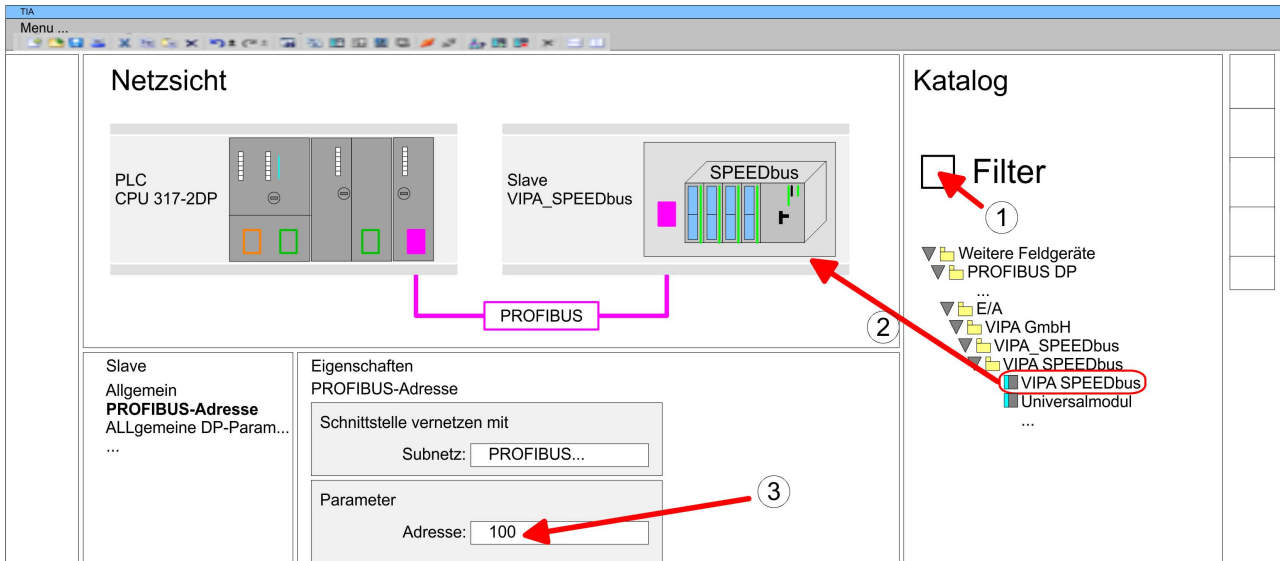 TIA
Menu ...
Netzsicht
PLC
CPU 317-2DP
Slave
VIPA_SPEEDbus
SPEEDbus
PROFIBUS
2
Katalog
Filter
1
Weitere Feldgeräte
PROFIBUS DP
...
E/A
VIPA GmbH
VIPA_SPEEDbus
VIPA SPEEDbus
VIPA SPEEDbus
Universalmodul
...
Slave
Allgemein
PROFIBUS-Adresse
ALLgemeine DP-Param...
...
Eigenschaften
PROFIBUS-Adresse
Schnittstelle vernetzen mit
Subnetz: PROFIBUS...
Parameter
Adresse: 100
3